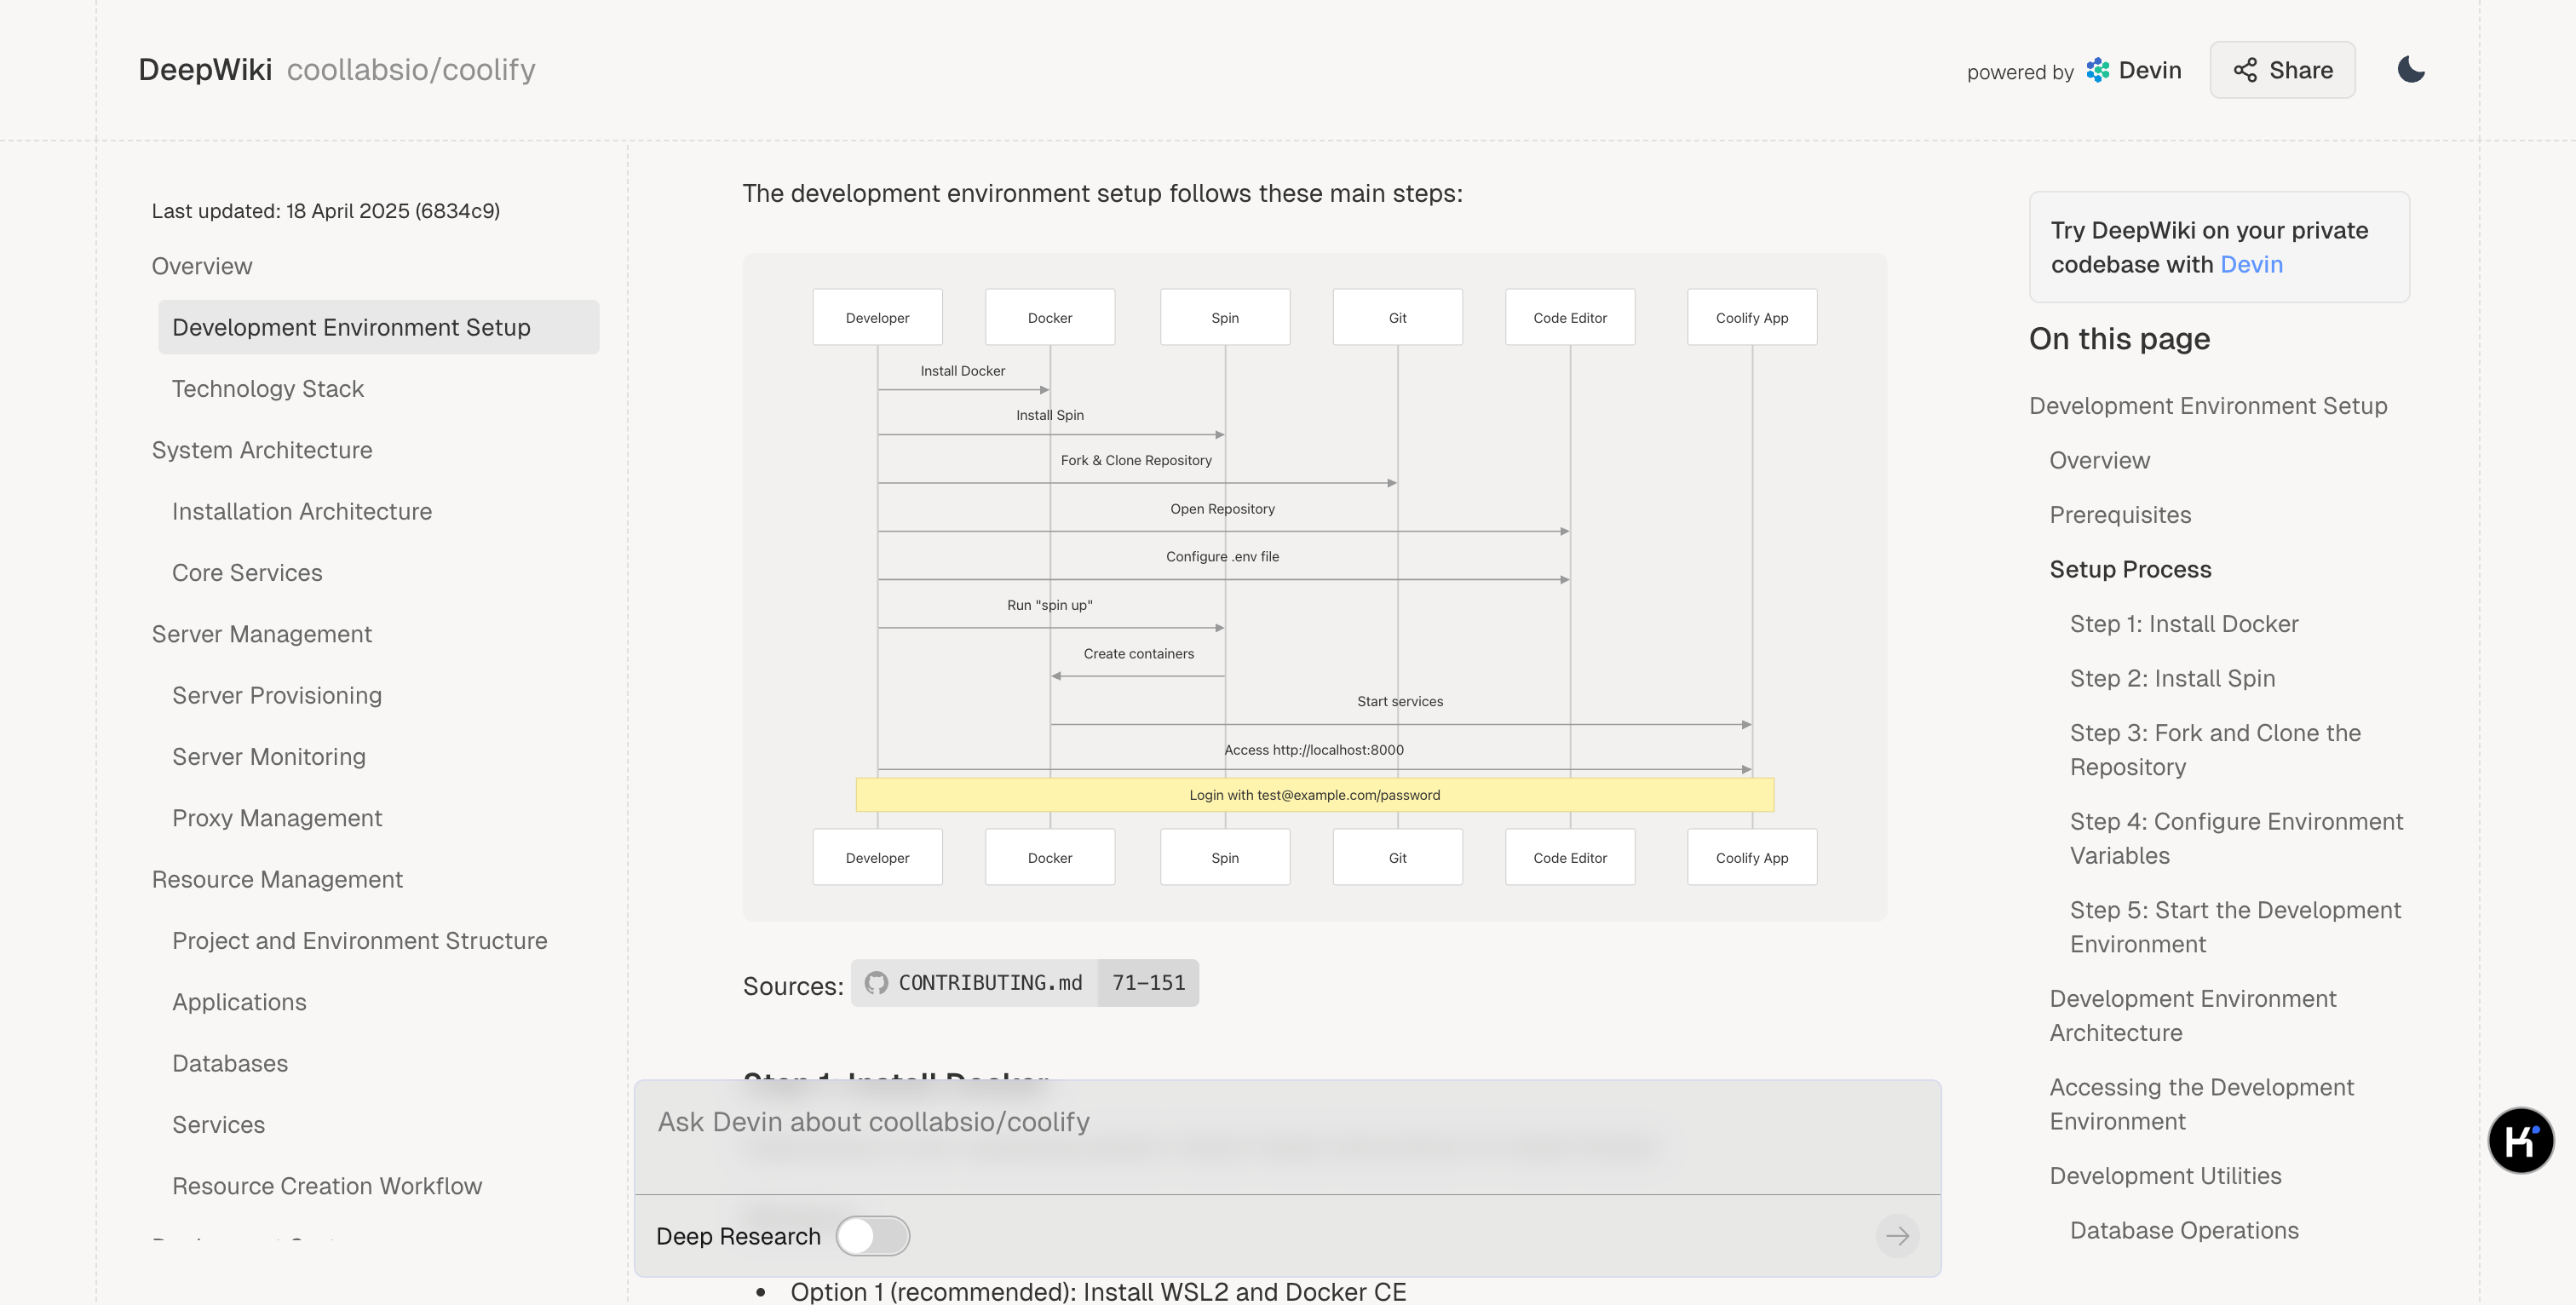 DeepWiki coollabsio/coolify
powered by Devin
Share
Last updated: 18 April 2025 (6834c9)
Overview
Development Environment Setup
Technology Stack
System Architecture
Installation Architecture
Core Services
Server Management
Server Provisioning
Server Monitoring
Proxy Management
Resource Management
Project and Environment Structure
Applications
Databases
Services
Resource Creation Workflow
The development environment setup follows these main steps:
Developer Docker Spin Git Code Editor Coolify App
Install Docker
Install Spin
Fork & Clone Repository
Open Repository
Configure .env file
Run "spin up"
Create containers
Start services
Access http://localhost:8000
Login with test@example.com/password
Developer Docker Spin Git Code Editor Coolify App
Sources: CONTRIBUTING.md 71–151
Step 1: Install Docker
Ask Devin about coollabsio/coolify
Deep Research
• Option 1 (recommended): Install WSL2 and Docker CE
Try DeepWiki on your private
codebase with Devin
On this page
Development Environment Setup
Overview
Prerequisites
Setup Process
Step 1: Install Docker
Step 2: Install Spin
Step 3: Fork and Clone the
Repository
Step 4: Configure Environment
Variables
Step 5: Start the Development
Environment
Development Environment
Architecture
Accessing the Development
Environment
Development Utilities
Database Operations
K